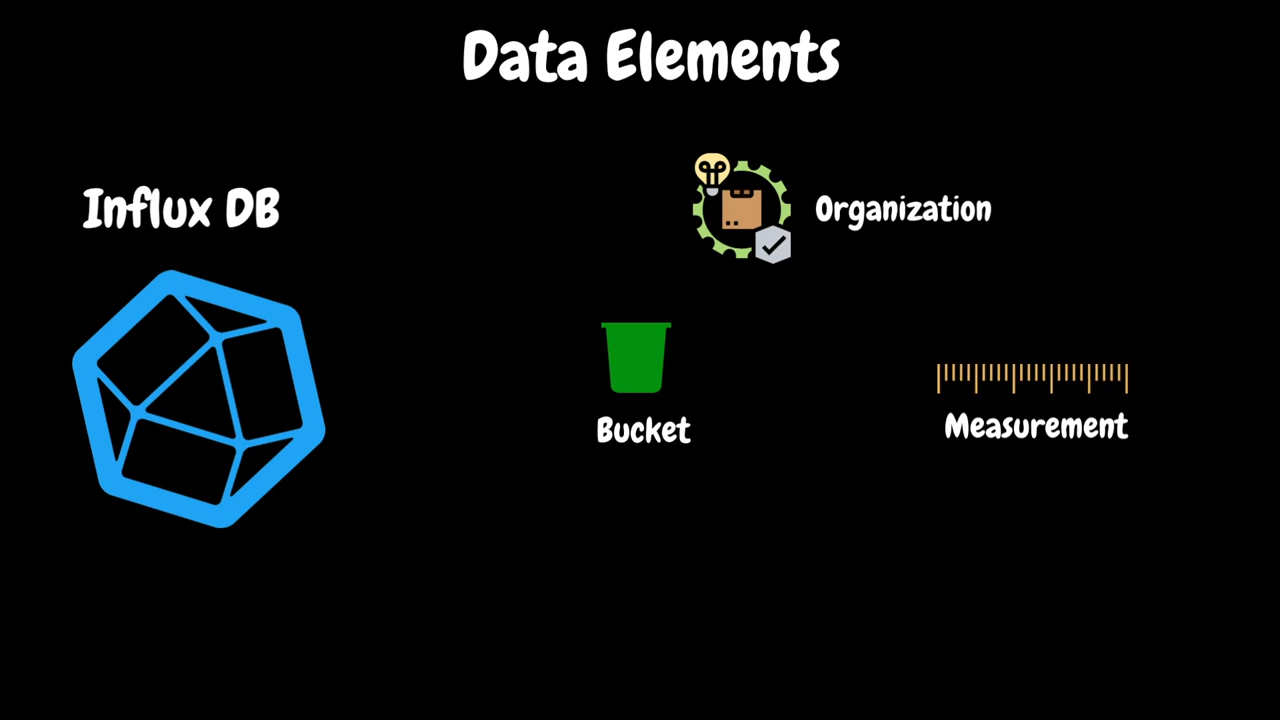 Data Elements
Influx DB
Organization
Bucket
Measurement